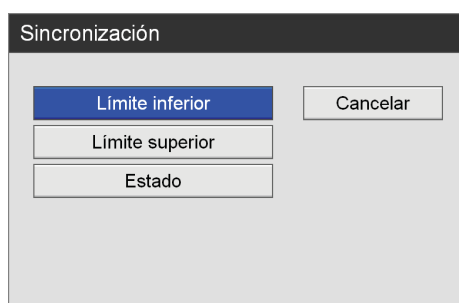 Sincronización
Límite inferior
Cancelar
Límite superior
Estado